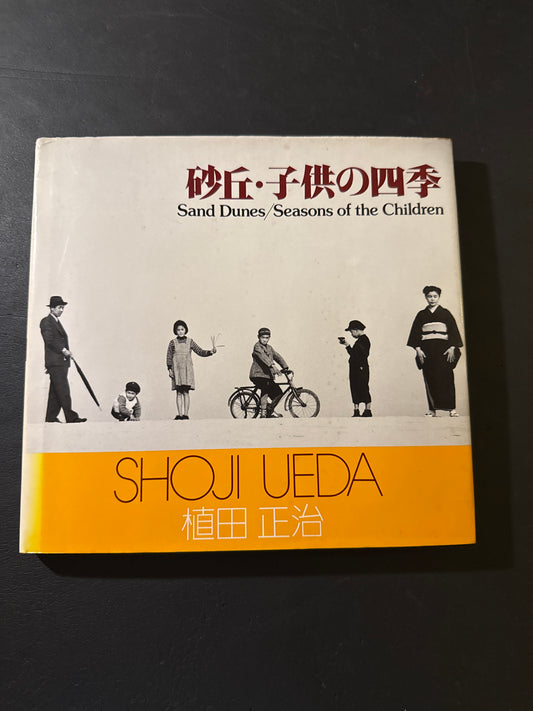 砂丘・子供の四季
Sand Dunes/Seasons of the Children
SHOJI UEDA
植田 正治